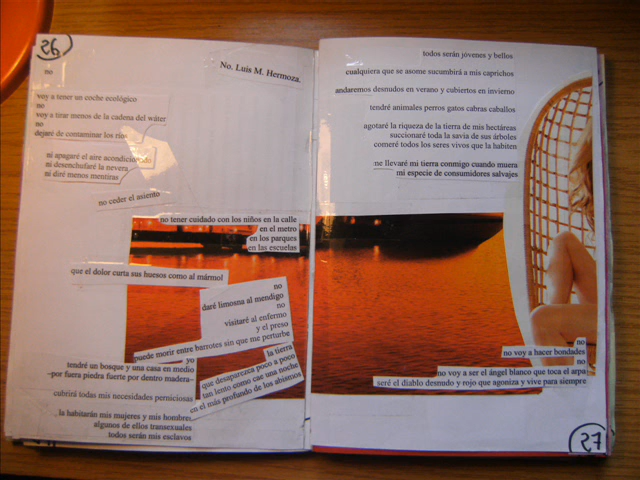 26
No. Luis M. Hermoza.
no
voy a tener un coche ecológico
no
voy a tirar menos de la cadena del wáter
no
dejaré de contaminar los ríos
ni apagaré el aire acondicionado
ni desenchufaré la nevera
ni diré menos mentiras
no ceder el asiento
no tener cuidado con los niños en la calle
en el metro
en los parques
en las escuelas
que el dolor curta sus huesos como al mármol
no
daré limosna al mendigo
no
visitaré al enfermo
y el preso
puede morir entre barrotes sin que me perturbe
yo
tendré un bosque y una casa en medio
–por fuera piedra fuerte por dentro madera–
cubrirá todas mis necesidades perniciosas
la habitarán mis mujeres y mis hombres
algunos de ellos transexuales
todos serán mis esclavos
la tierra
que desaparezca poco a poco
tan lento como cae una noche
en el más profundo de los abismos
todos serán jóvenes y bellos
cualquiera que se asome sucumbirá a mis caprichos
andaremos desnudos en verano y cubiertos en invierno
tendré animales perros gatos cabras caballos
agotaré la riqueza de la tierra de mis hectáreas
succionaré toda la savia de sus árboles
comeré todos los seres vivos que la habiten
me llevaré mi tierra conmigo cuando muera
mi especie de consumidores salvajes
no
no voy a hacer bondades
no
no voy a ser el ángel blanco que toca el arpa
seré el diablo desnudo y rojo que agoniza y vive para siempre
27